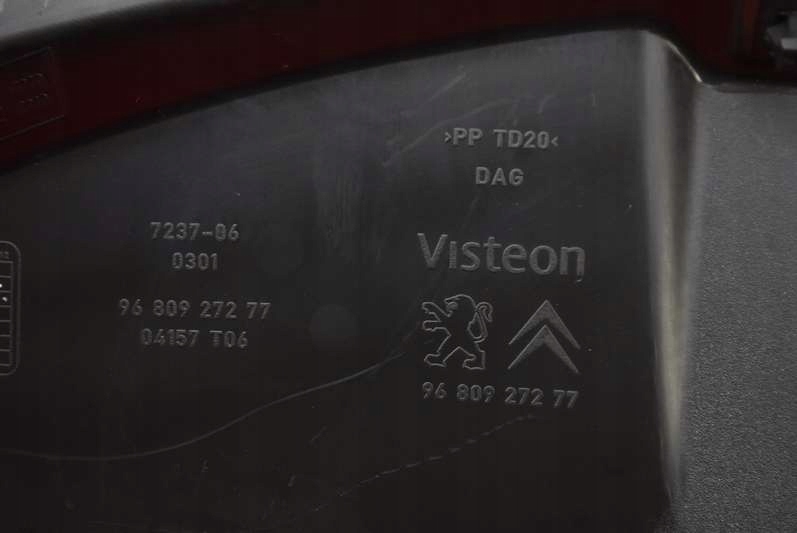 >PP TD20<
DAG
7237-06
0301
96 809 272 77
04157 T06
Visteon
96 809 272 77